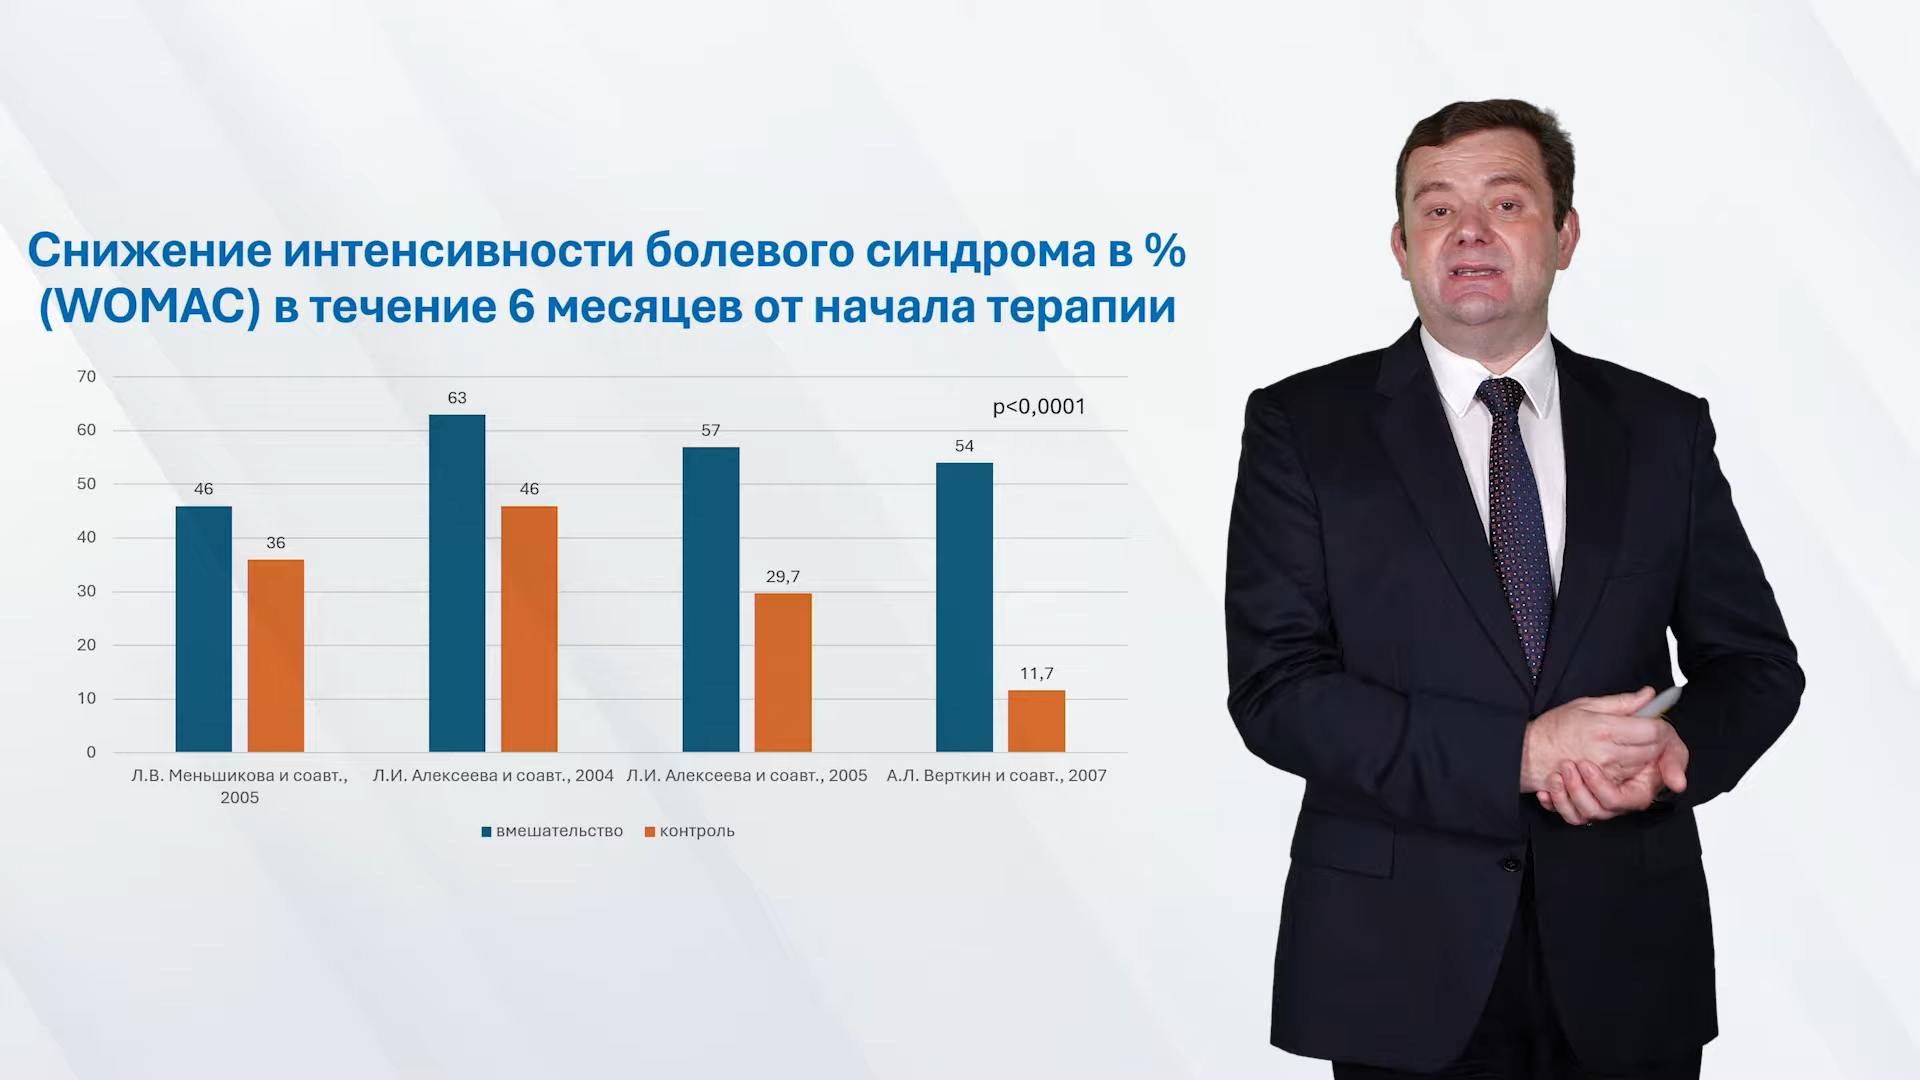 Снижение интенсивности болевого синдрома в %
(WOMAC) в течение 6 месяцев от начала терапии
70
60
50
40
30
20
10
0
46
36
63
46
57
29,7
54
11,7
p<0,0001
Л.В. Меньшикова и соавт.,
2005
Л.И. Алексеева и соавт., 2004
Л.И. Алексеева и соавт., 2005
А.Л. Верткин и соавт., 2007
вмешательство
контроль